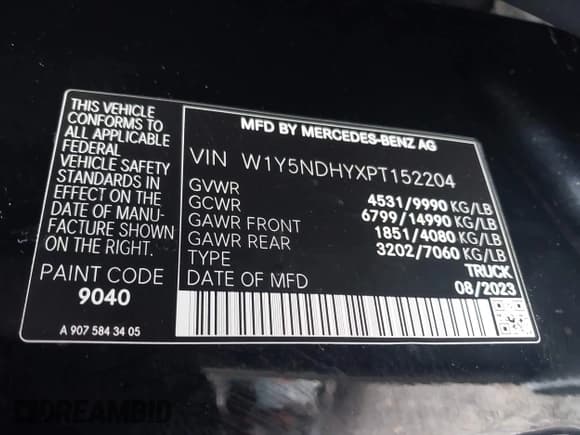 THIS VEHICLE
CONFORMS TO
ALL APPLICABLE
FEDERAL
VEHICLE SAFETY
STANDARDS IN
EFFECT ON THE
DATE OF MANU-
FACTURE SHOWN
ON THE RIGHT.
PAINT CODE
9040
A 907 584 34 05
MFD BY MERCEDES-BENZ AG
VIN W1Y5NDHYXPT152204
GVWR 4531/9990 KG/LB
GCWR 6799/14990 KG/LB
GAWR FRONT 1851/4080 KG/LB
GAWR REAR 3202/7060 KG/LB
TYPE TRUCK
DATE OF MFD 08/2023
DREAMBID